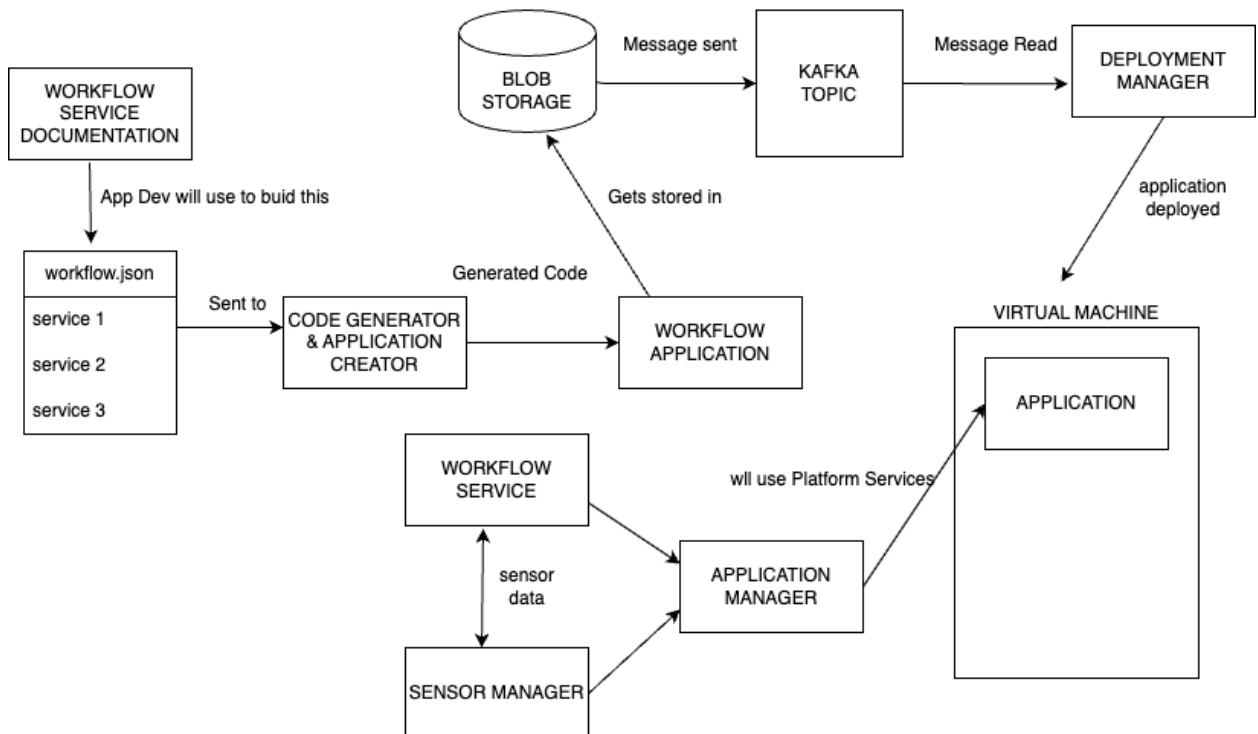 WORKFLOW
SERVICE
DOCUMENTATION
App Dev will use to buid this
workflow.json
service 1
service 2
service 3
Sent to
CODE GENERATOR
& APPLICATION
CREATOR
Generated Code
WORKFLOW
APPLICATION
Gets stored in
BLOB
STORAGE
Message sent
KAFKA
TOPIC
Message Read
DEPLOYMENT
MANAGER
application
deployed
VIRTUAL MACHINE
APPLICATION
WORKFLOW
SERVICE
sensor
data
SENSOR MANAGER
APPLICATION
MANAGER
wll use Platform Services